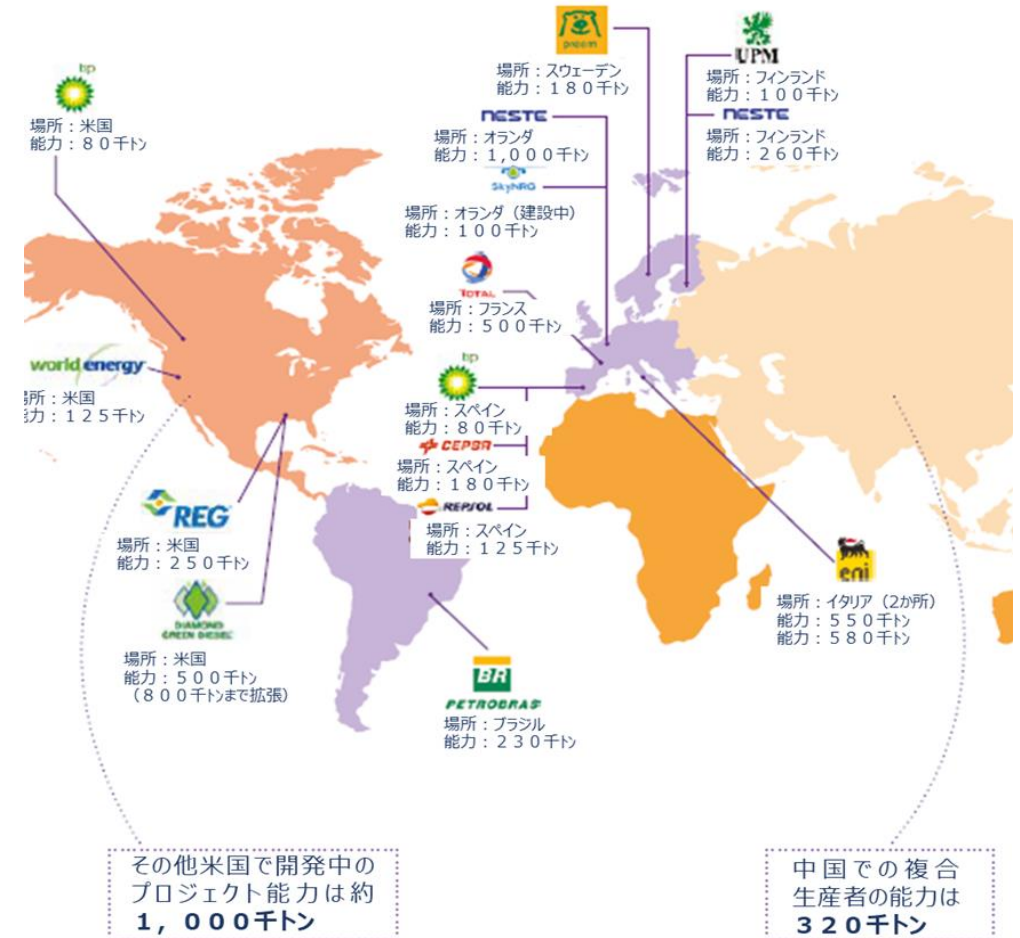 bp
場所：米国
能力：８０千トン
preem
場所：スウェーデン
能力：１８０千トン
UPM
場所：フィンランド
能力：１００千トン
NESTE
場所：フィンランド
能力：２６０千トン
NESTE
場所：オランダ
能力：１,０００千トン
SkyNRG
場所：オランダ（建設中）
能力：１００千トン
TOTAL
場所：フランス
能力：５００千トン
world energy
場所：米国
能力：１２５千トン
bp
場所：スペイン
能力：８０千トン
CEPSA
場所：スペイン
能力：１８０千トン
REPSOL
場所：スペイン
能力：１２５千トン
REG
場所：米国
能力：２５０千トン
DIAMOND
GREEN DIESEL
場所：米国
能力：５００千トン
（８００千トンまで拡張）
eni
場所：イタリア（2か所）
能力：５５０千トン
能力：５８０千トン
BR
PETROBRAS
場所：ブラジル
能力：２３０千トン
その他米国で開発中の
プロジェクト能力は約
１，０００千トン
中国での複合
生産者の能力は
３２０千トン